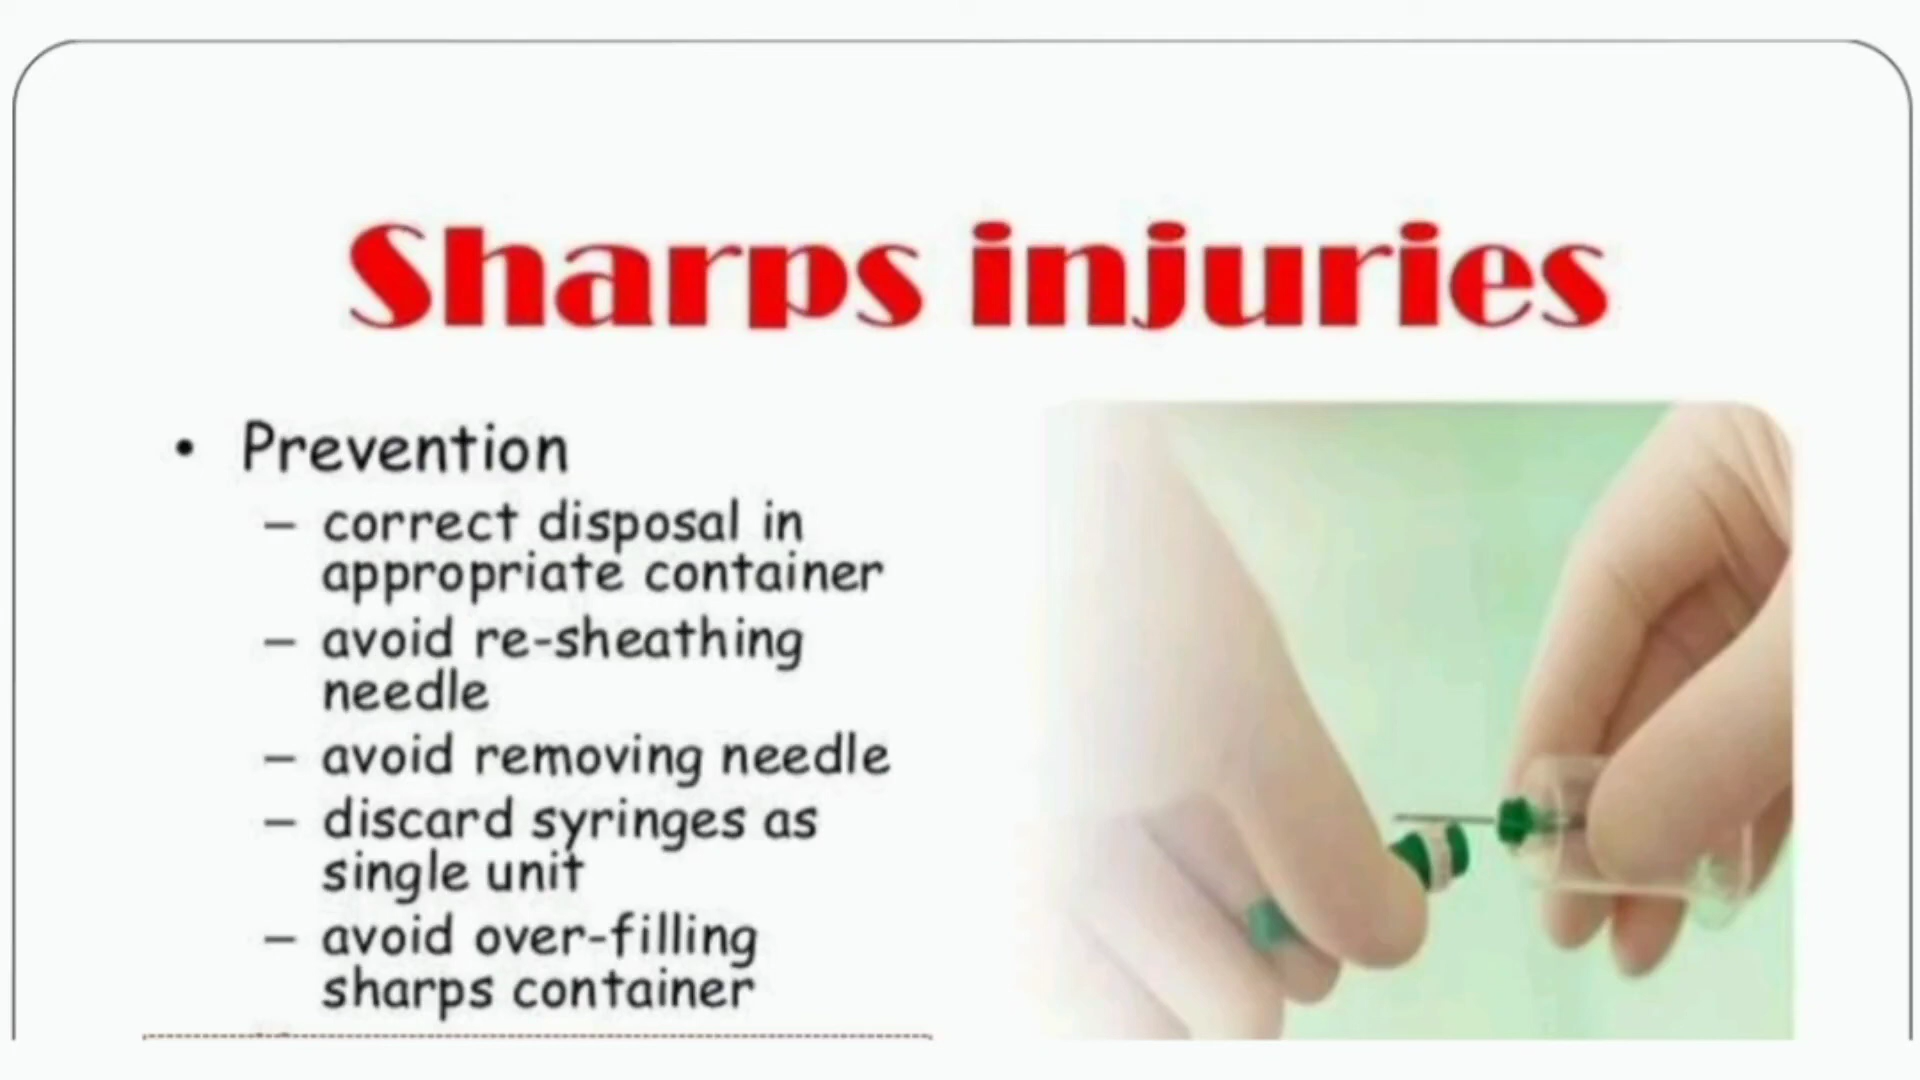 Sharps injuries
• Prevention
– correct disposal in
appropriate container
– avoid re-sheathing
needle
– avoid removing needle
– discard syringes as
single unit
– avoid over-filling
sharps container